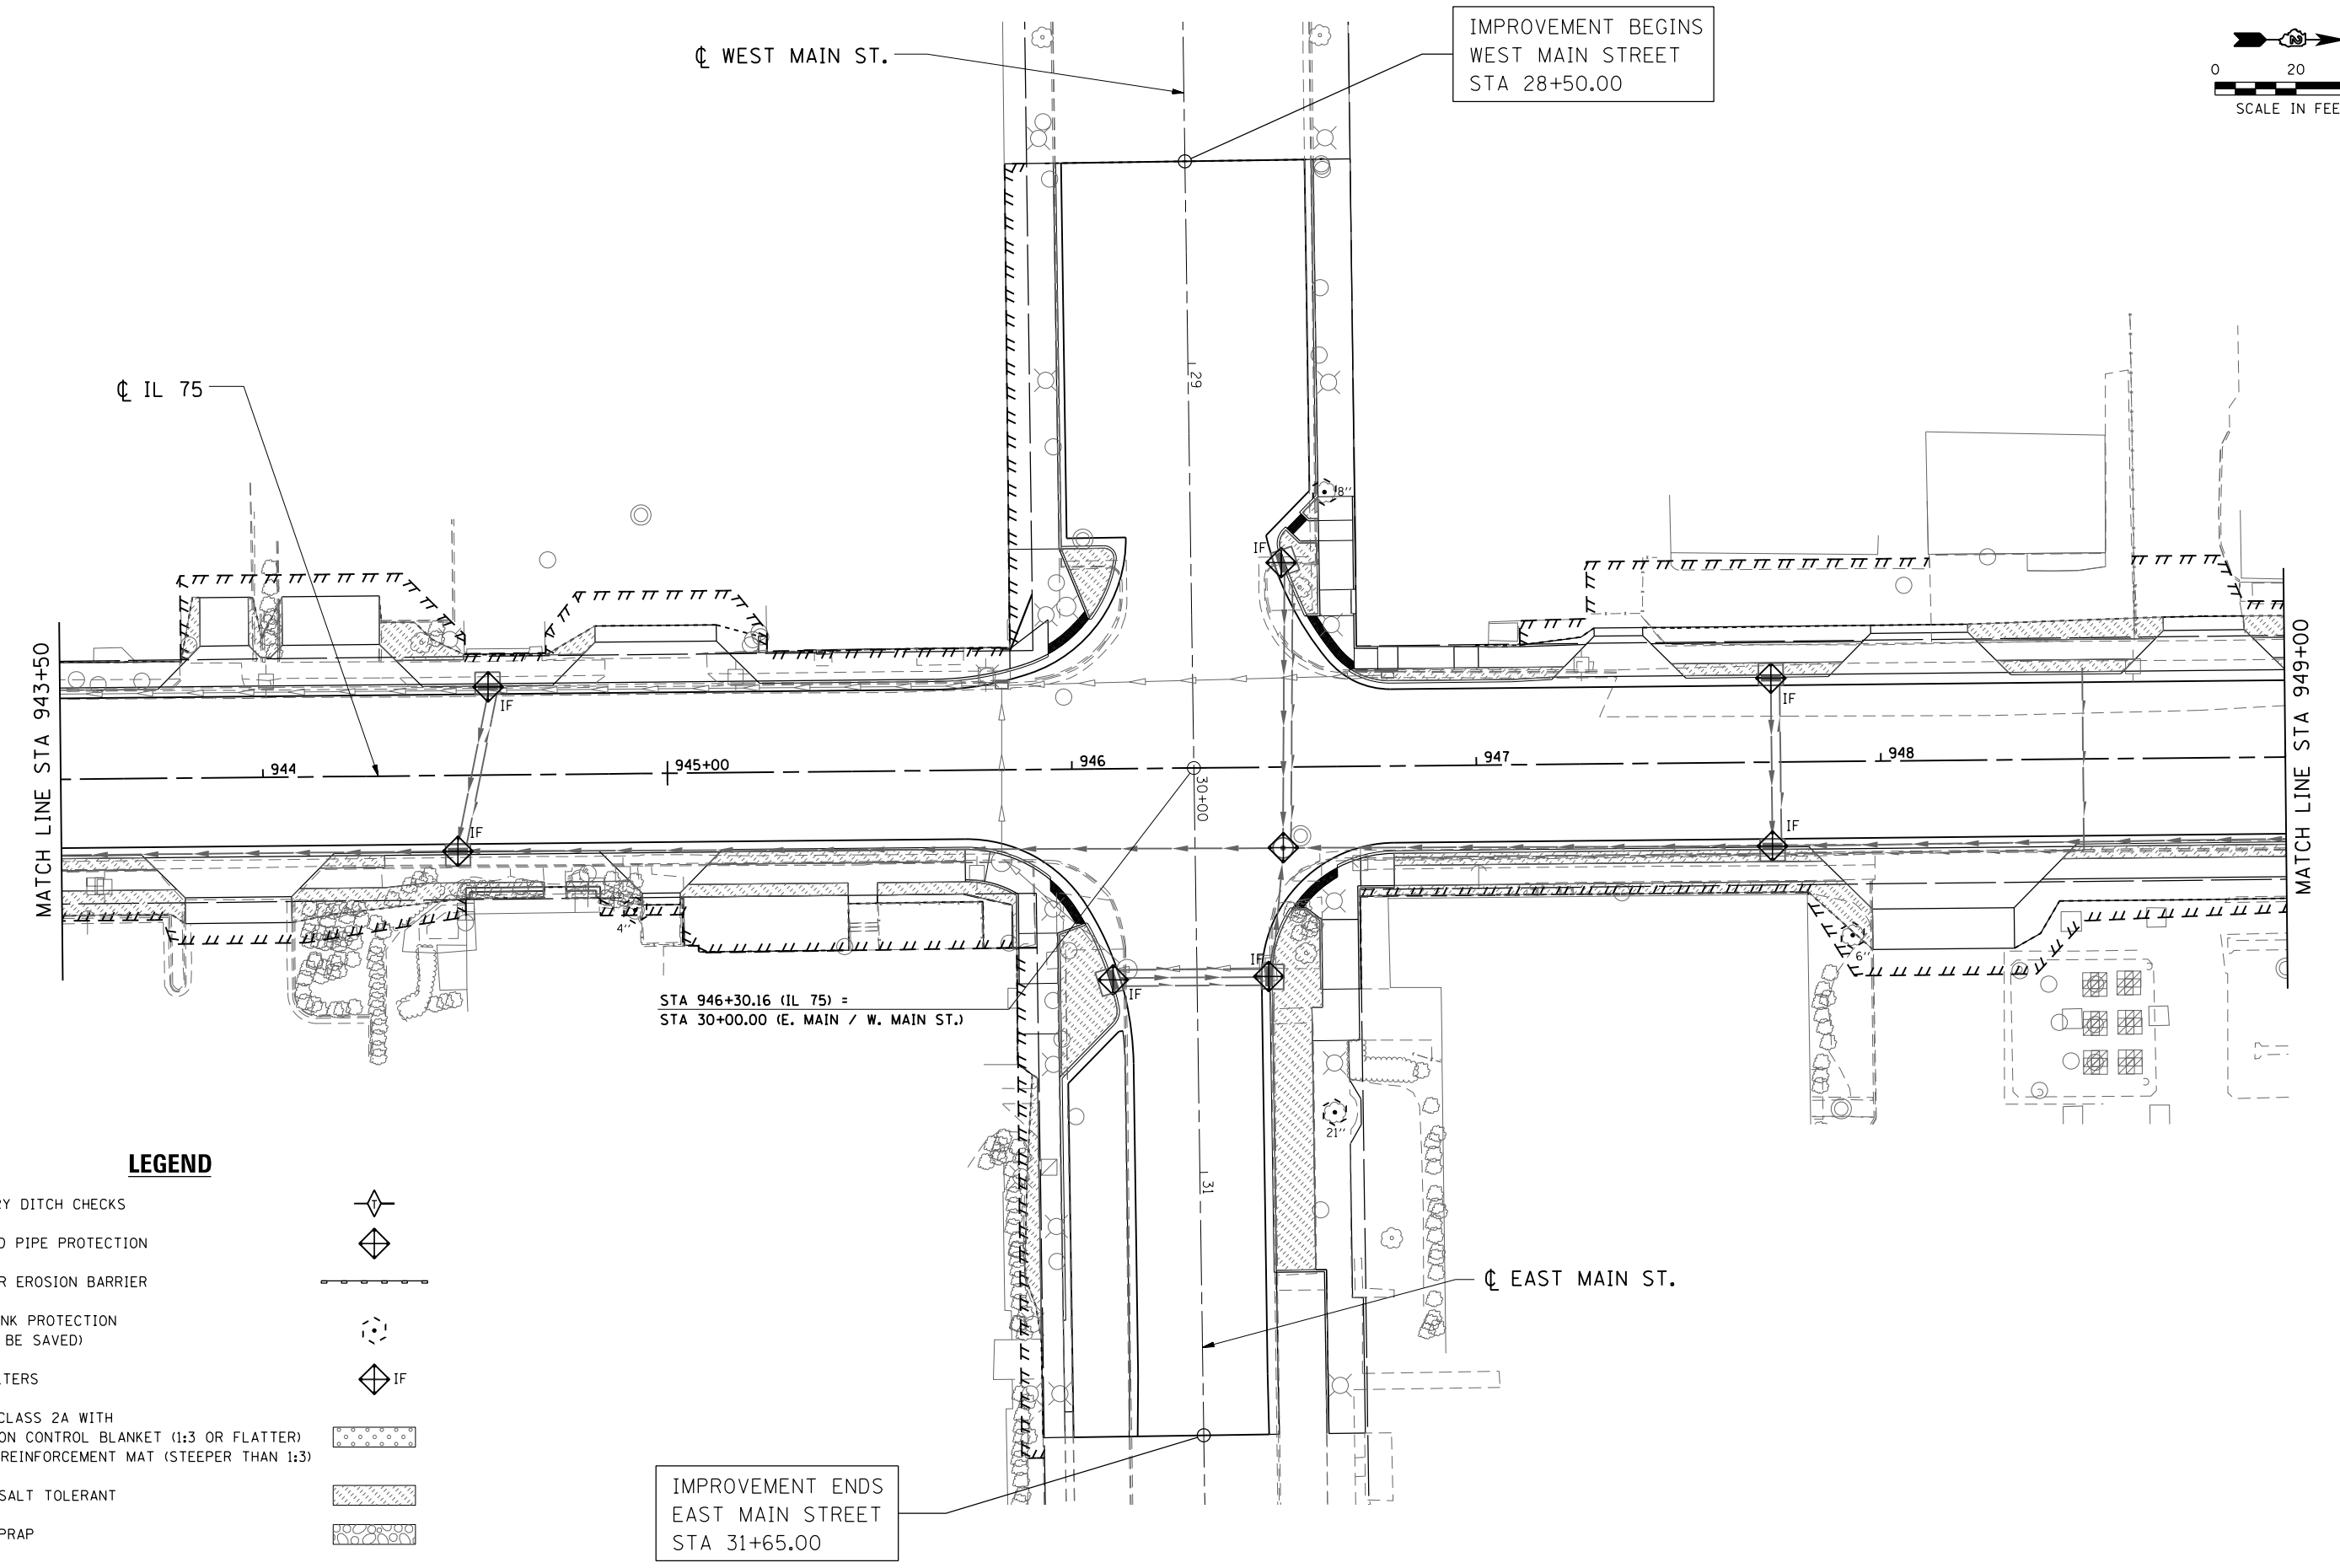 ℄ WEST MAIN ST.
IMPROVEMENT BEGINS
WEST MAIN STREET
STA 28+50.00
0 20
SCALE IN FEE
29
℄ IL 75
8''
IF
MATCH LINE STA 943+50
MATCH LINE STA 949+00
IF
IF
944
945+00
946
947
948
30+00
IF
IF
4''
IF
IF
6''
STA 946+30.16 (IL 75) =
STA 30+00.00 (E. MAIN / W. MAIN ST.)
21''
31
LEGEND
RY DITCH CHECKS
T
D PIPE PROTECTION
R EROSION BARRIER
NK PROTECTION
BE SAVED)
TERS
IF
CLASS 2A WITH
ON CONTROL BLANKET (1:3 OR FLATTER)
REINFORCEMENT MAT (STEEPER THAN 1:3)
SALT TOLERANT
PRAP
℄ EAST MAIN ST.
IMPROVEMENT ENDS
EAST MAIN STREET
STA 31+65.00